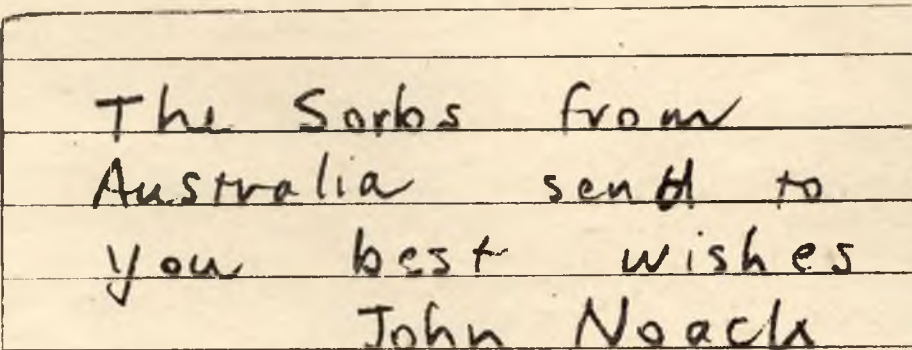 The Sorbs from
Australia send to
you best wishes
John Noack